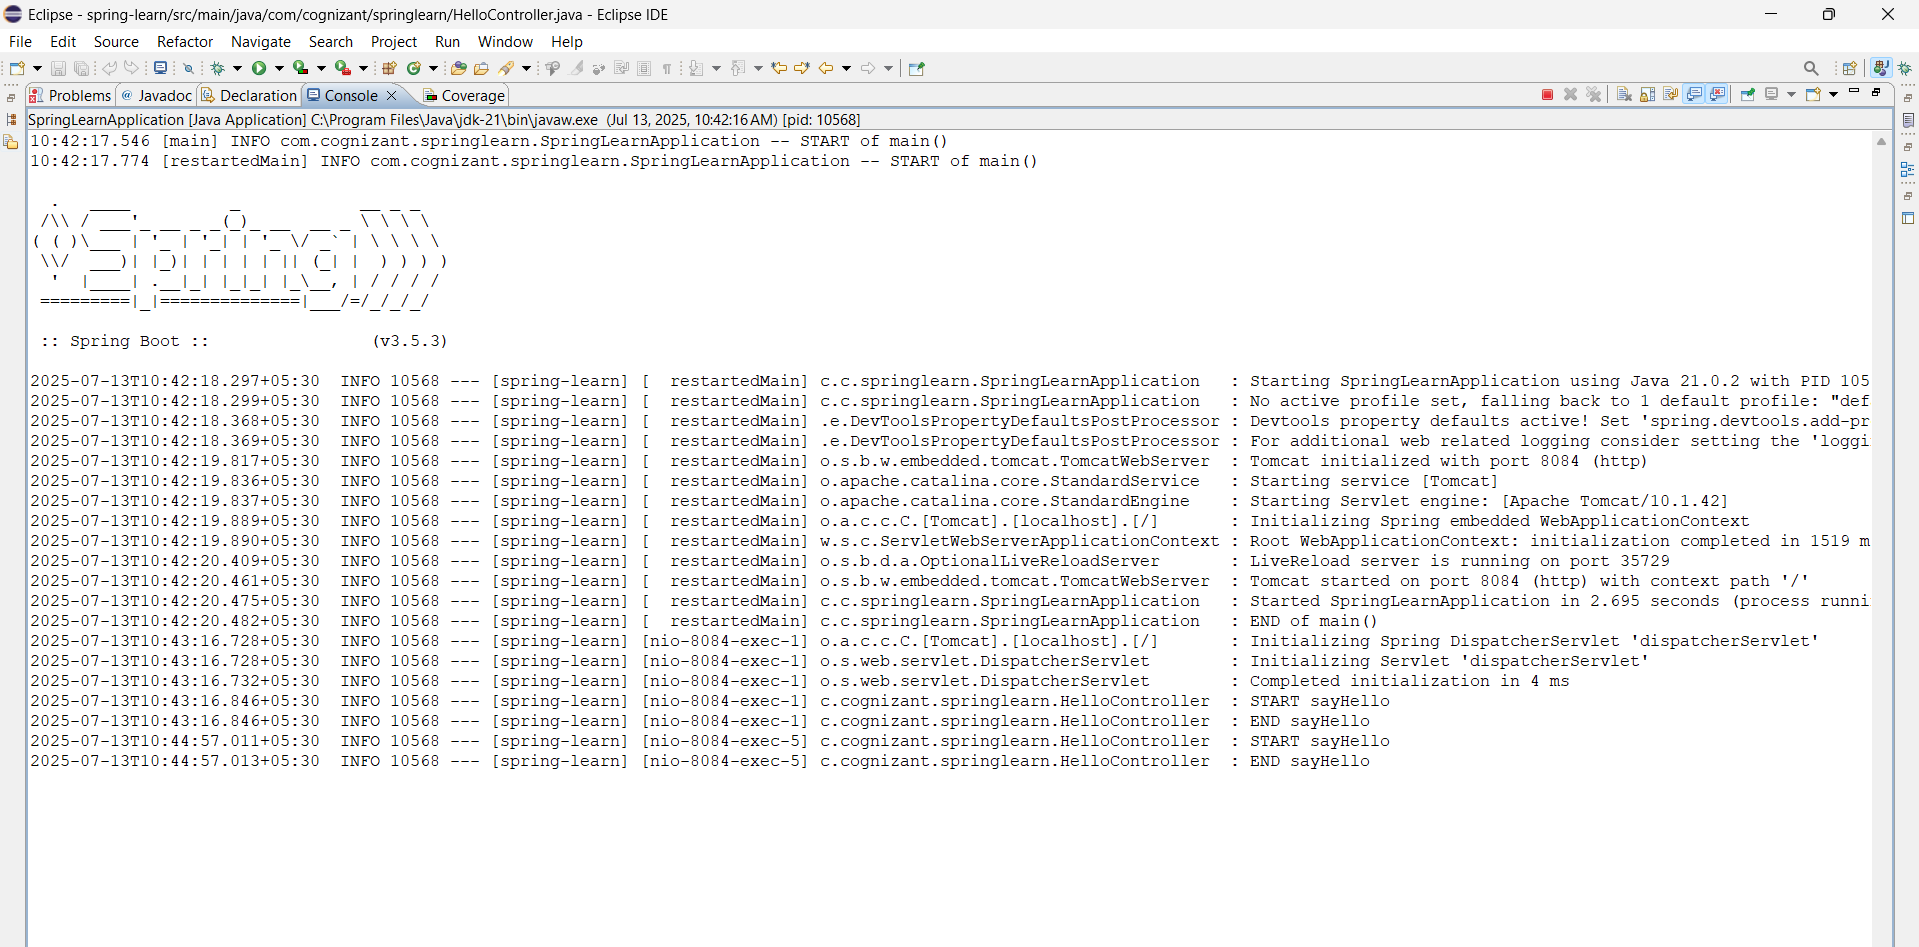 Eclipse - spring-learn/src/main/java/com/cognizant/springlearn/HelloController.java - Eclipse IDE
File Edit Source Refactor Navigate Search Project Run Window Help
Problems @ Javadoc Declaration Console Coverage
SpringLearnApplication [Java Application] C:\Program Files\Java\jdk-21\bin\javaw.exe (Jul 13, 2025, 10:42:16 AM) [pid: 10568]
10:42:17.546 [main] INFO com.cognizant.springlearn.SpringLearnApplication -- START of main()
10:42:17.774 [restartedMain] INFO com.cognizant.springlearn.SpringLearnApplication -- START of main()
  .   ____          _            __ _ _
 /\\ / ___'_ __ _ _(_)_ __  __ _ \ \ \ \
( ( )\___ | '_ | '_| | '_ \/ _` | \ \ \ \
 \\/  ___)| |_)| | | | | || (_| |  ) ) ) )
  '  |____| .__|_| |_|_| |_\__, | / / / /
 =========|_|==============|___/=/_/_/_/
 :: Spring Boot ::                (v3.5.3)
2025-07-13T10:42:18.297+05:30  INFO 10568 --- [spring-learn] [  restartedMain] c.c.springlearn.SpringLearnApplication   : Starting SpringLearnApplication using Java 21.0.2 with PID 105
2025-07-13T10:42:18.299+05:30  INFO 10568 --- [spring-learn] [  restartedMain] c.c.springlearn.SpringLearnApplication   : No active profile set, falling back to 1 default profile: "def
2025-07-13T10:42:18.368+05:30  INFO 10568 --- [spring-learn] [  restartedMain] .e.DevToolsPropertyDefaultsPostProcessor : Devtools property defaults active! Set 'spring.devtools.add-pr
2025-07-13T10:42:18.369+05:30  INFO 10568 --- [spring-learn] [  restartedMain] .e.DevToolsPropertyDefaultsPostProcessor : For additional web related logging consider setting the 'loggi
2025-07-13T10:42:19.817+05:30  INFO 10568 --- [spring-learn] [  restartedMain] o.s.b.w.embedded.tomcat.TomcatWebServer  : Tomcat initialized with port 8084 (http)
2025-07-13T10:42:19.836+05:30  INFO 10568 --- [spring-learn] [  restartedMain] o.apache.catalina.core.StandardService   : Starting service [Tomcat]
2025-07-13T10:42:19.837+05:30  INFO 10568 --- [spring-learn] [  restartedMain] o.apache.catalina.core.StandardEngine    : Starting Servlet engine: [Apache Tomcat/10.1.42]
2025-07-13T10:42:19.889+05:30  INFO 10568 --- [spring-learn] [  restartedMain] o.a.c.c.C.[Tomcat].[localhost].[/]       : Initializing Spring embedded WebApplicationContext
2025-07-13T10:42:19.890+05:30  INFO 10568 --- [spring-learn] [  restartedMain] w.s.c.ServletWebServerApplicationContext : Root WebApplicationContext: initialization completed in 1519 m
2025-07-13T10:42:20.409+05:30  INFO 10568 --- [spring-learn] [  restartedMain] o.s.b.d.a.OptionalLiveReloadServer       : LiveReload server is running on port 35729
2025-07-13T10:42:20.461+05:30  INFO 10568 --- [spring-learn] [  restartedMain] o.s.b.w.embedded.tomcat.TomcatWebServer  : Tomcat started on port 8084 (http) with context path '/'
2025-07-13T10:42:20.475+05:30  INFO 10568 --- [spring-learn] [  restartedMain] c.c.springlearn.SpringLearnApplication   : Started SpringLearnApplication in 2.695 seconds (process runni
2025-07-13T10:42:20.482+05:30  INFO 10568 --- [spring-learn] [  restartedMain] c.c.springlearn.SpringLearnApplication   : END of main()
2025-07-13T10:43:16.728+05:30  INFO 10568 --- [spring-learn] [nio-8084-exec-1] o.a.c.c.C.[Tomcat].[localhost].[/]       : Initializing Spring DispatcherServlet 'dispatcherServlet'
2025-07-13T10:43:16.728+05:30  INFO 10568 --- [spring-learn] [nio-8084-exec-1] o.s.web.servlet.DispatcherServlet        : Initializing Servlet 'dispatcherServlet'
2025-07-13T10:43:16.732+05:30  INFO 10568 --- [spring-learn] [nio-8084-exec-1] o.s.web.servlet.DispatcherServlet        : Completed initialization in 4 ms
2025-07-13T10:43:16.846+05:30  INFO 10568 --- [spring-learn] [nio-8084-exec-1] c.cognizant.springlearn.HelloController  : START sayHello
2025-07-13T10:43:16.846+05:30  INFO 10568 --- [spring-learn] [nio-8084-exec-1] c.cognizant.springlearn.HelloController  : END sayHello
2025-07-13T10:44:57.011+05:30  INFO 10568 --- [spring-learn] [nio-8084-exec-5] c.cognizant.springlearn.HelloController  : START sayHello
2025-07-13T10:44:57.013+05:30  INFO 10568 --- [spring-learn] [nio-8084-exec-5] c.cognizant.springlearn.HelloController  : END sayHello